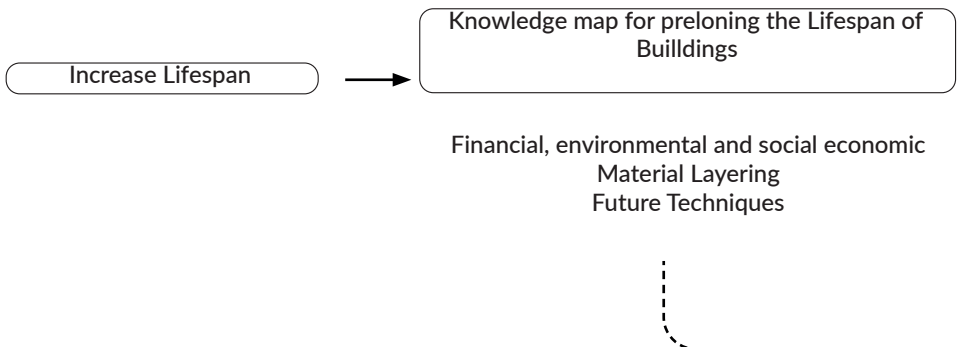 Increase Lifespan
Knowledge map for preloning the Lifespan of
Builldings
Financial, environmental and social economic
Material Layering
Future Techniques